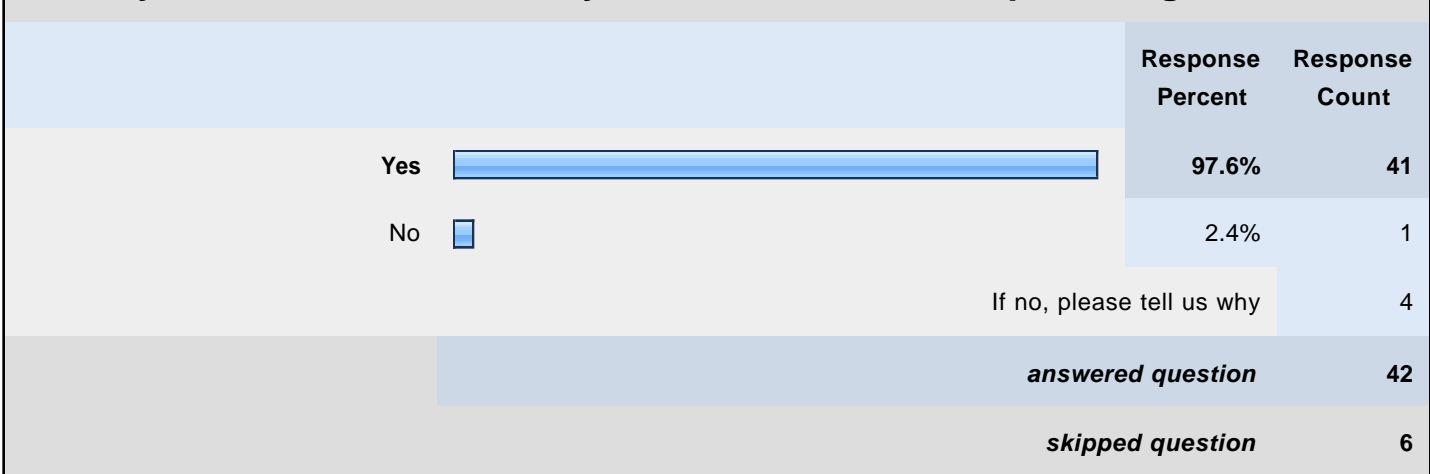 Response Percent
Response Count
Yes 97.6% 41
No 2.4% 1
If no, please tell us why 4
answered question 42
skipped question 6